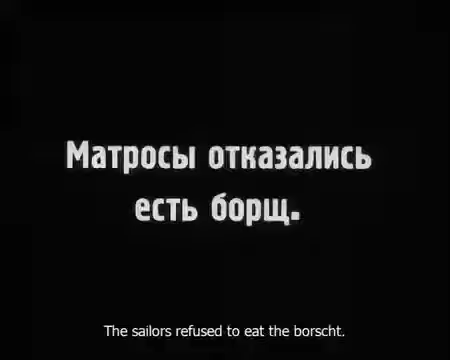 Матросы отказались
есть борщ.
The sailors refused to eat the borscht.